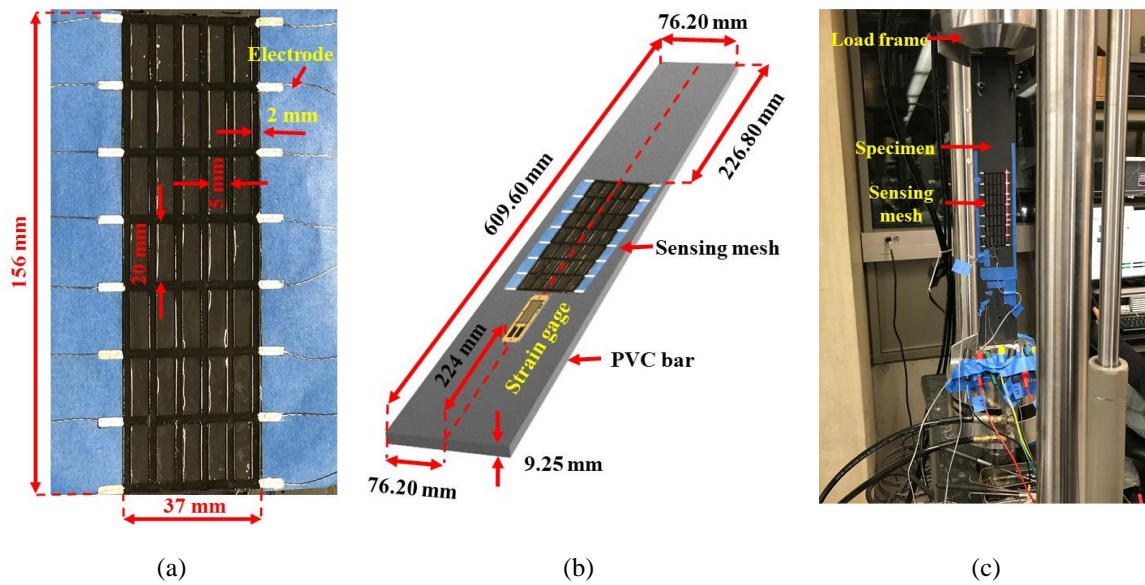 156 mm
Electrode
2 mm
5 mm
20 mm
37 mm
(a)
76.20 mm
609.60 mm
226.80 mm
Sensing mesh
Strain gage
224 mm
PVC bar
9.25 mm
76.20 mm
(b)
Load frame
Specimen
Sensing
mesh
(c)